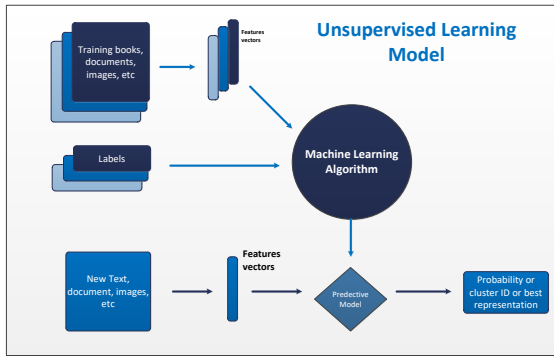 Unsupervised Learning
Model
Training books,
documents,
images, etc
Features
vectors
Labels
Machine Learning
Algorithm
New Text,
document, images,
etc
Features
vectors
Predective
Model
Probability or
cluster ID or best
representation